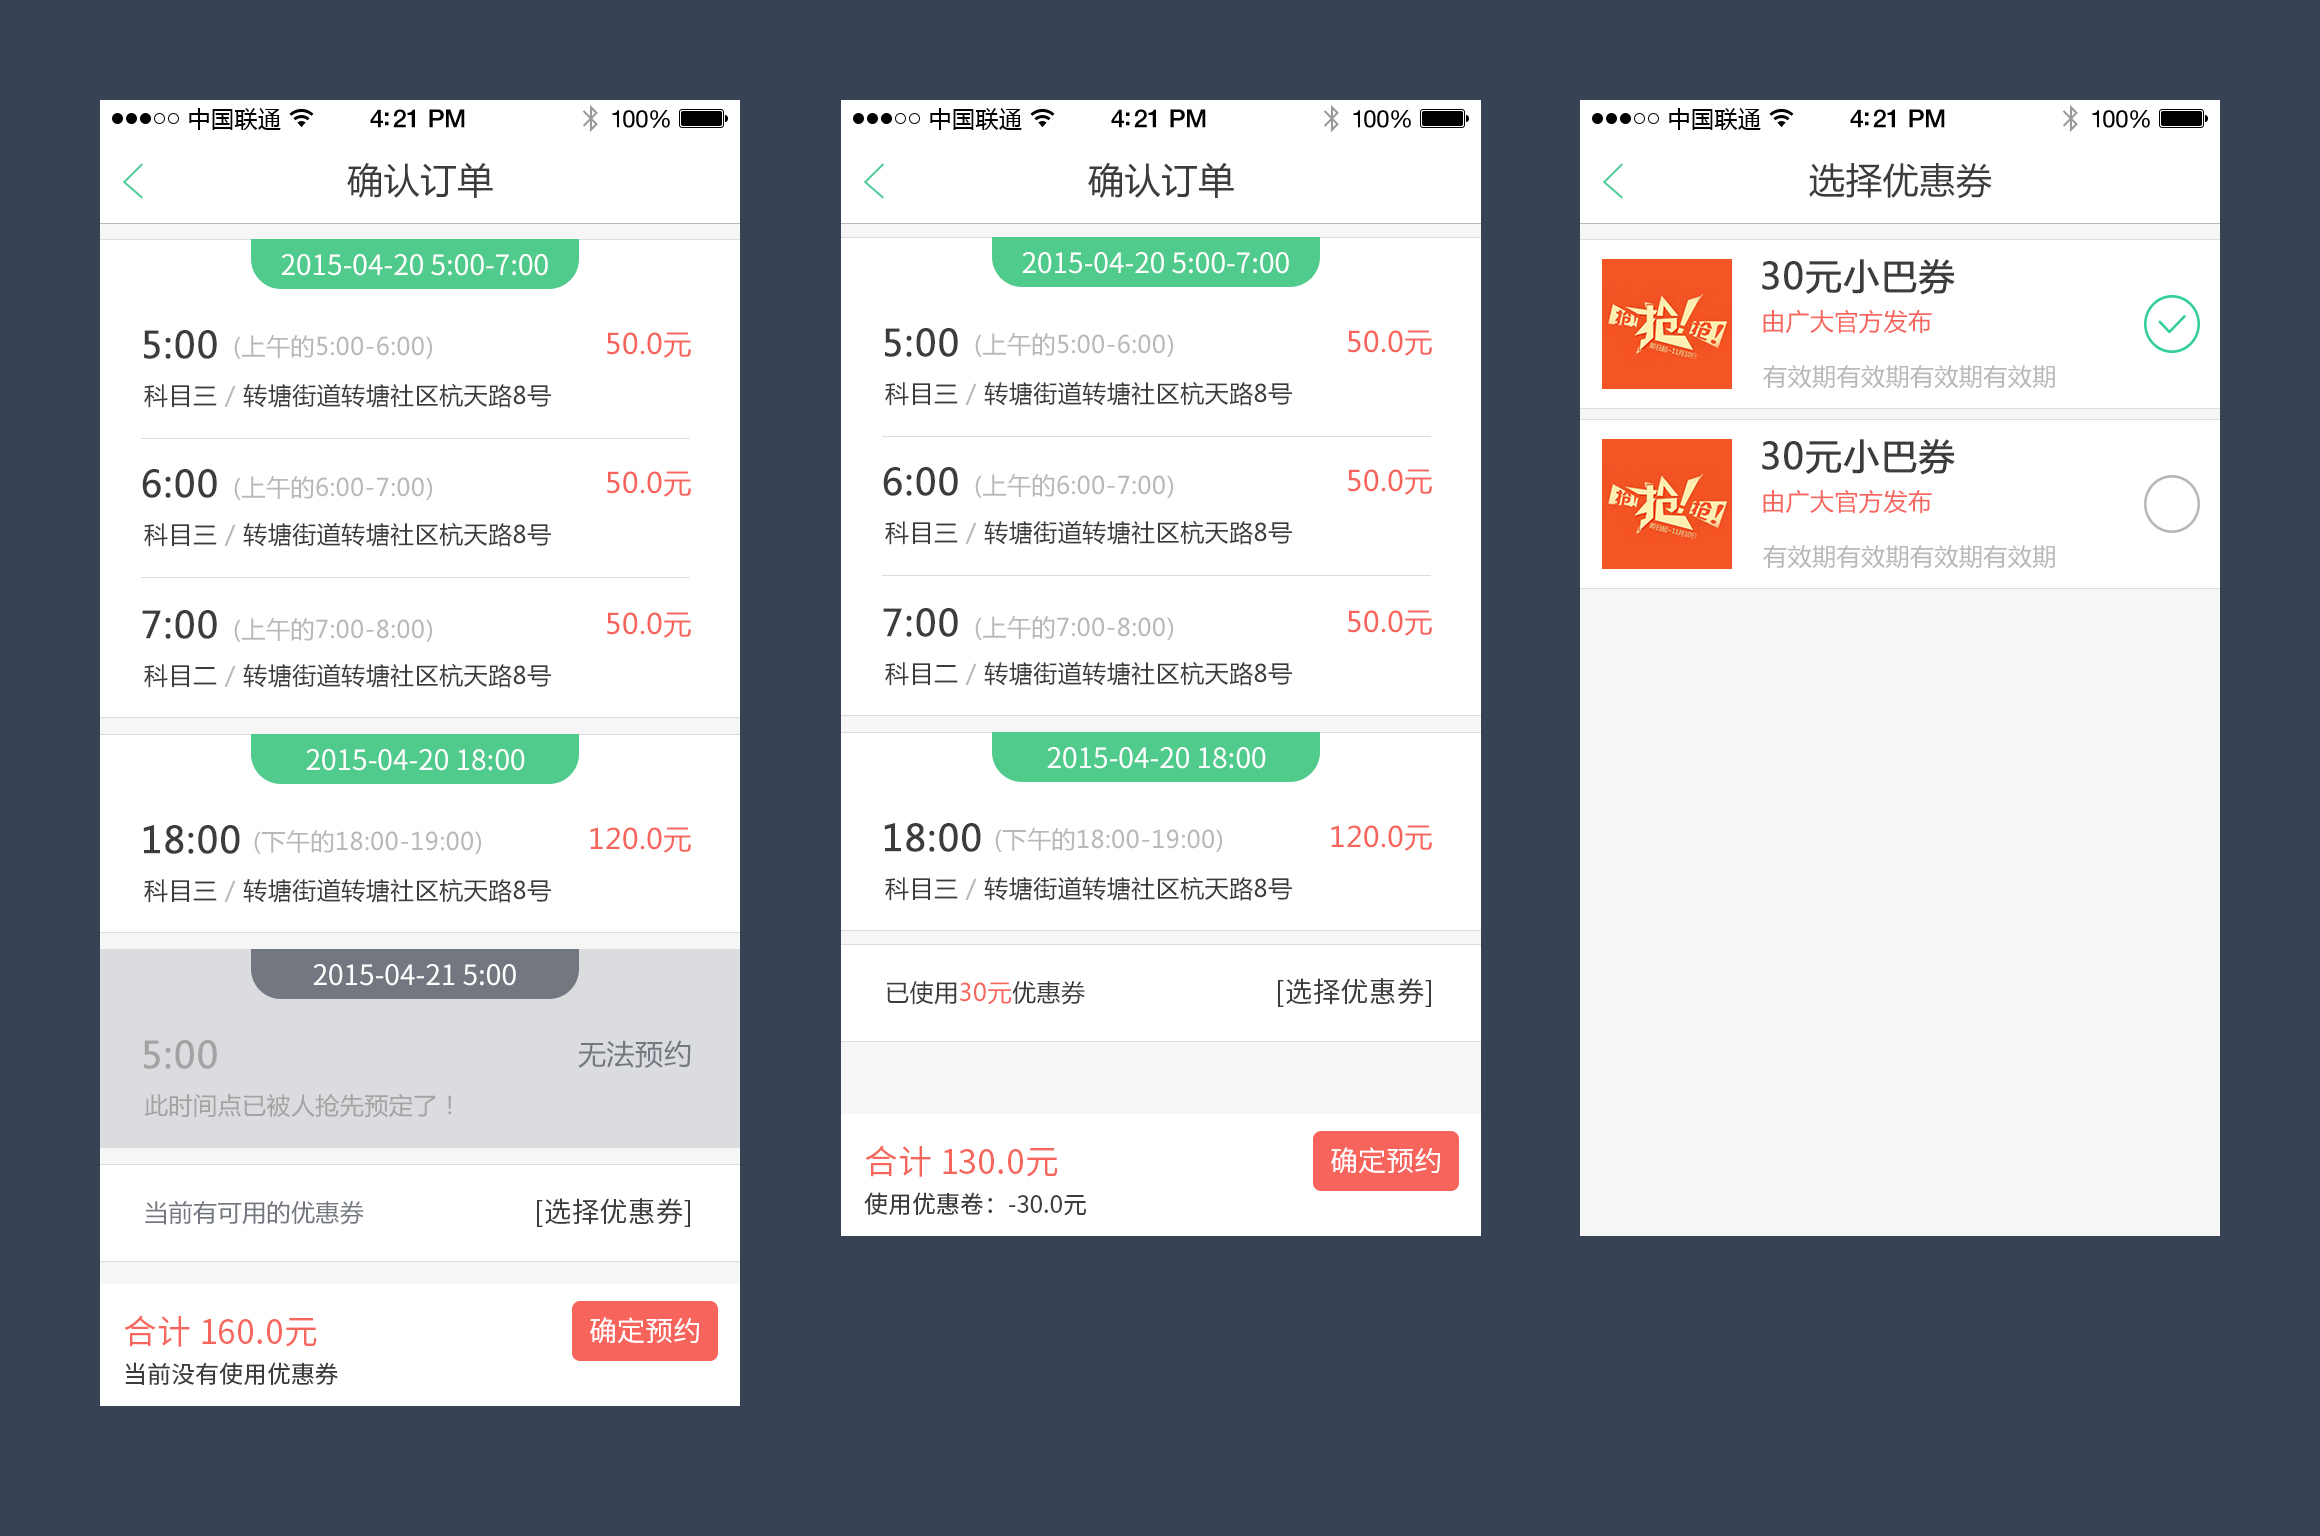 中国联通 4:21 PM 100%
确认订单
2015-04-20 5:00-7:00
5:00 (上午的5:00-6:00) 50.0元
科目三 / 转塘街道转塘社区杭天路8号
6:00 (上午的6:00-7:00) 50.0元
科目三 / 转塘街道转塘社区杭天路8号
7:00 (上午的7:00-8:00) 50.0元
科目二 / 转塘街道转塘社区杭天路8号
2015-04-20 18:00
18:00 (下午的18:00-19:00) 120.0元
科目三 / 转塘街道转塘社区杭天路8号
2015-04-21 5:00
5:00 无法预约
此时间点已被人抢先预定了！
当前有可用的优惠券 [选择优惠券]
合计 160.0元 确定预约
当前没有使用优惠券
中国联通 4:21 PM 100%
确认订单
2015-04-20 5:00-7:00
5:00 (上午的5:00-6:00) 50.0元
科目三 / 转塘街道转塘社区杭天路8号
6:00 (上午的6:00-7:00) 50.0元
科目三 / 转塘街道转塘社区杭天路8号
7:00 (上午的7:00-8:00) 50.0元
科目二 / 转塘街道转塘社区杭天路8号
2015-04-20 18:00
18:00 (下午的18:00-19:00) 120.0元
科目三 / 转塘街道转塘社区杭天路8号
已使用30元优惠券 [选择优惠券]
合计 130.0元 确定预约
使用优惠卷：-30.0元
中国联通 4:21 PM 100%
选择优惠券
抢! 抢! 抢!
即日起~11月10日
30元小巴券
由广大官方发布
有效期有效期有效期有效期
抢! 抢! 抢!
即日起~11月10日
30元小巴券
由广大官方发布
有效期有效期有效期有效期